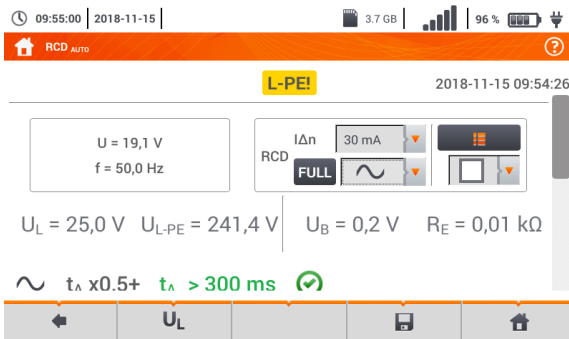 09:55:00 2018-11-15 3.7 GB 96 %
RCD AUTO ?
L-PE! 2018-11-15 09:54:26
U = 19,1 V
f = 50,0 Hz
RCD IΔn 30 mA
FULL
UL = 25,0 V UL-PE = 241,4 V UB = 0,2 V RE = 0,01 kΩ
tA x0.5+ tA > 300 ms
UL